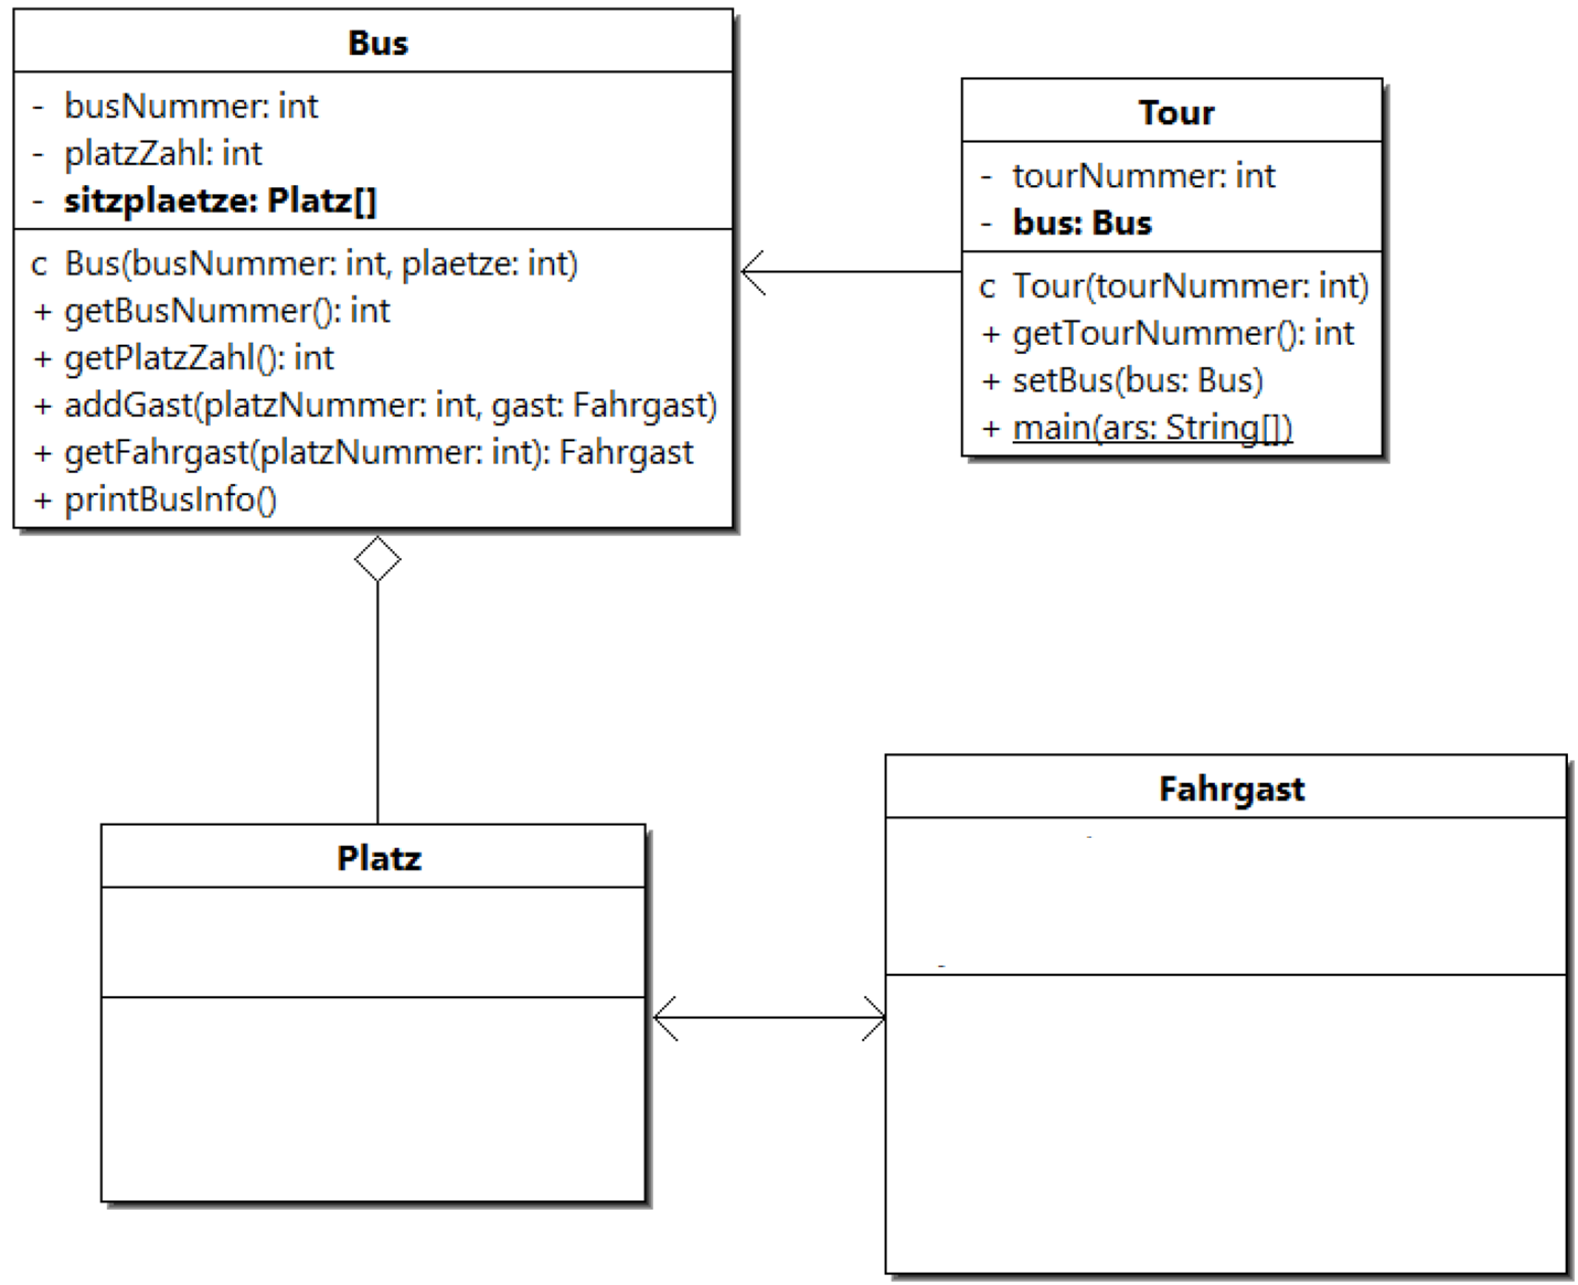 Bus
- busNummer: int
- platzZahl: int
- sitzplaetze: Platz[]
c Bus(busNummer: int, plaetze: int)
+ getBusNummer(): int
+ getPlatzZahl(): int
+ addGast(platzNummer: int, gast: Fahrgast)
+ getFahrgast(platzNummer: int): Fahrgast
+ printBusInfo()
Tour
- tourNummer: int
- bus: Bus
c Tour(tourNummer: int)
+ getTourNummer(): int
+ setBus(bus: Bus)
+ main(ars: String[])
Platz
Fahrgast